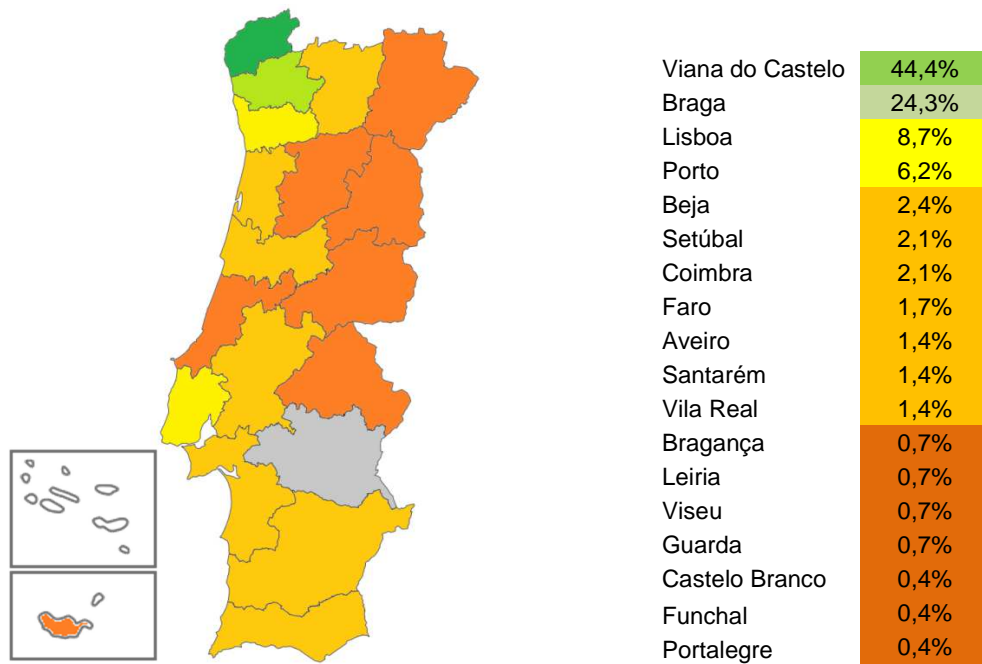 Viana do Castelo 44,4%
Braga 24,3%
Lisboa 8,7%
Porto 6,2%
Beja 2,4%
Setúbal 2,1%
Coimbra 2,1%
Faro 1,7%
Aveiro 1,4%
Santarém 1,4%
Vila Real 1,4%
Bragança 0,7%
Leiria 0,7%
Viseu 0,7%
Guarda 0,7%
Castelo Branco 0,4%
Funchal 0,4%
Portalegre 0,4%